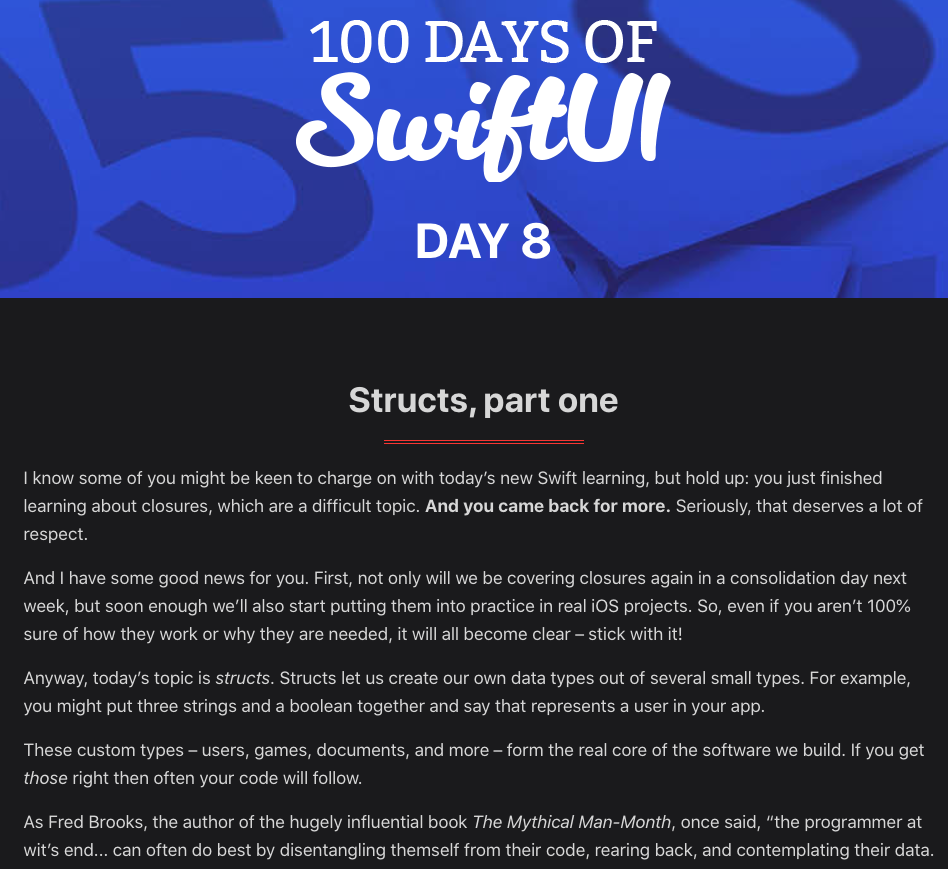 100 DAYS OF
SwiftUI
DAY 8
Structs, part one
I know some of you might be keen to charge on with today’s new Swift learning, but hold up: you just finished
learning about closures, which are a difficult topic. And you came back for more. Seriously, that deserves a lot of
respect.
And I have some good news for you. First, not only will we be covering closures again in a consolidation day next
week, but soon enough we’ll also start putting them into practice in real iOS projects. So, even if you aren’t 100%
sure of how they work or why they are needed, it will all become clear – stick with it!
Anyway, today’s topic is structs. Structs let us create our own data types out of several small types. For example,
you might put three strings and a boolean together and say that represents a user in your app.
These custom types – users, games, documents, and more – form the real core of the software we build. If you get
those right then often your code will follow.
As Fred Brooks, the author of the hugely influential book The Mythical Man-Month, once said, “the programmer at
wit’s end... can often do best by disentangling themself from their code, rearing back, and contemplating their data.